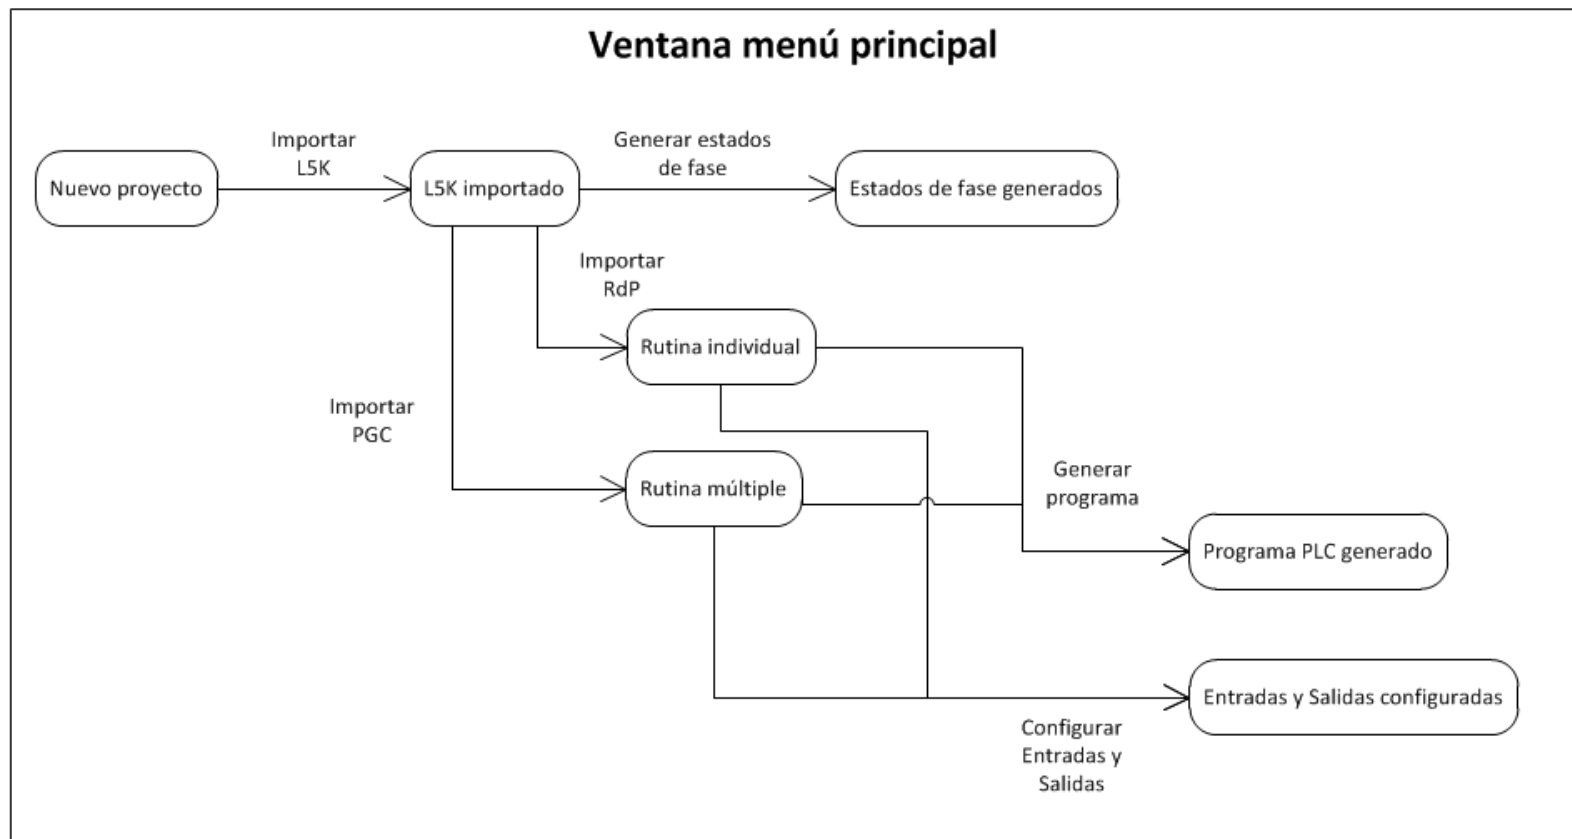 Ventana menú principal
Importar
L5K
Generar estados
de fase
Nuevo proyecto
L5K importado
Estados de fase generados
Importar
RdP
Rutina individual
Importar
PGC
Rutina múltiple
Generar
programa
Programa PLC generado
Entradas y Salidas configuradas
Configurar
Entradas y
Salidas